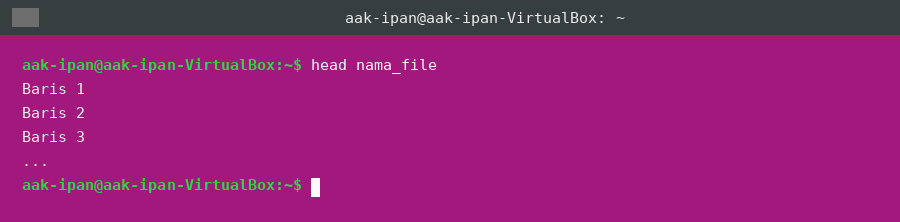 aak-ipan@aak-ipan-VirtualBox: ~
aak-ipan@aak-ipan-VirtualBox:~$ head nama_file
Baris 1
Baris 2
Baris 3
...
aak-ipan@aak-ipan-VirtualBox:~$